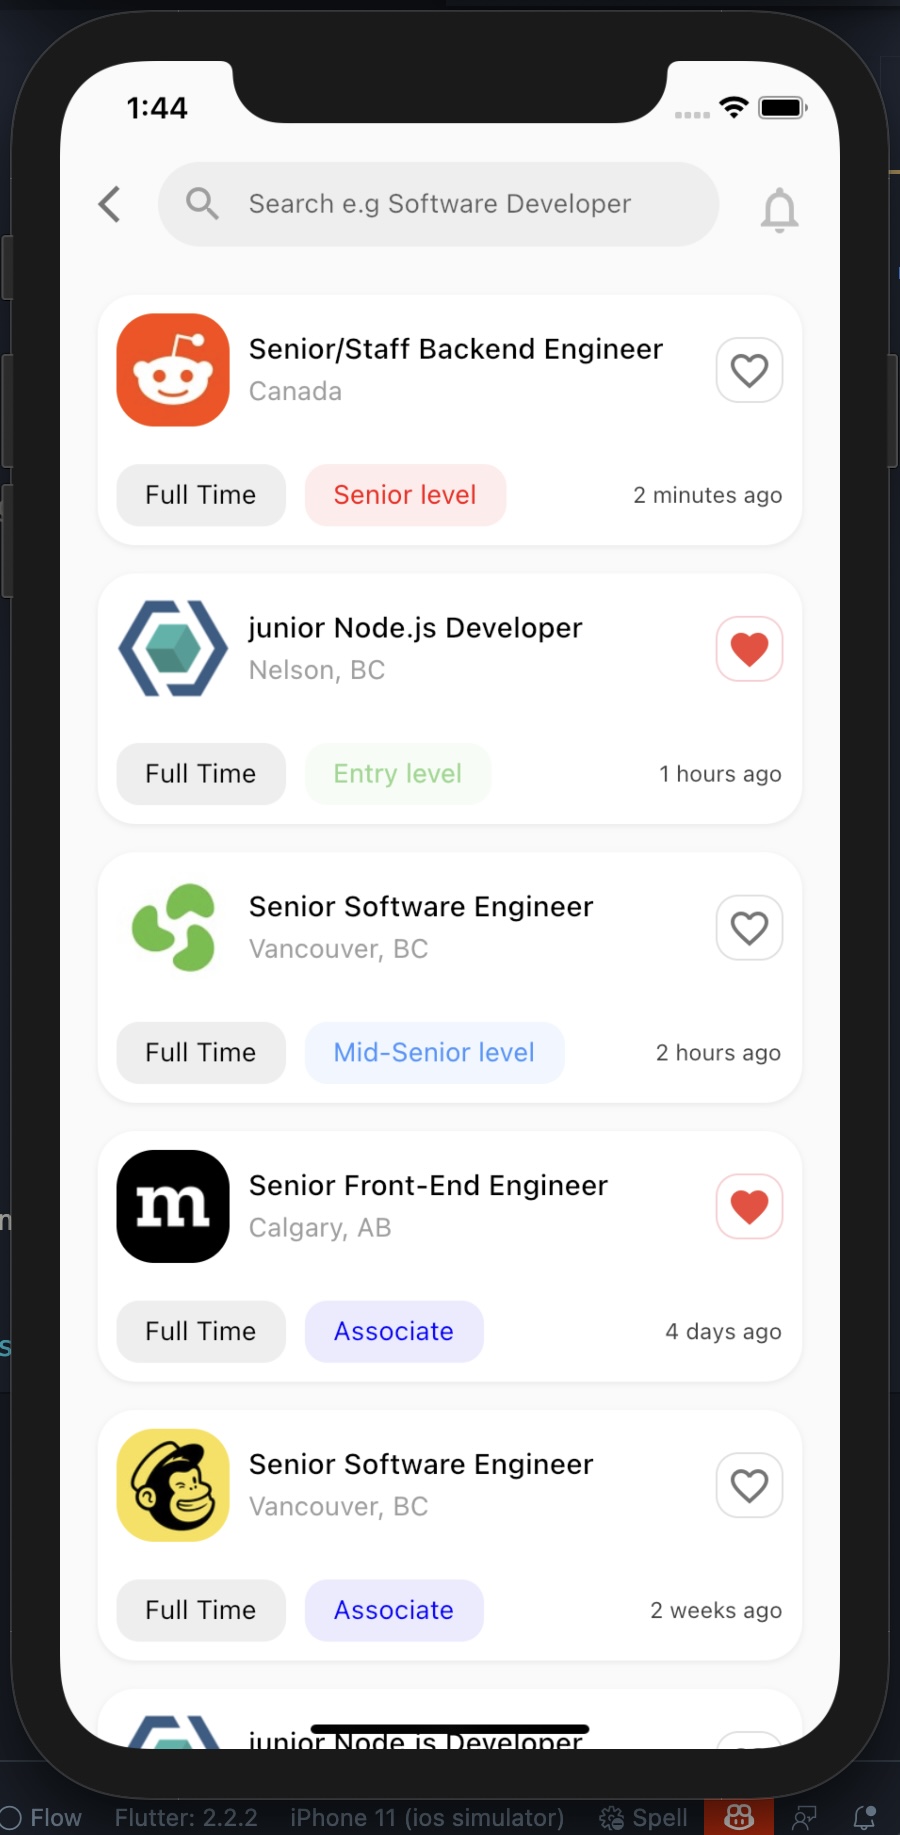 1:44
Search e.g Software Developer
Senior/Staff Backend Engineer
Canada
Full Time Senior level 2 minutes ago
junior Node.js Developer
Nelson, BC
Full Time Entry level 1 hours ago
Senior Software Engineer
Vancouver, BC
Full Time Mid-Senior level 2 hours ago
m
Senior Front-End Engineer
Calgary, AB
Full Time Associate 4 days ago
Senior Software Engineer
Vancouver, BC
Full Time Associate 2 weeks ago
junior Node.js Developer
Flow Flutter: 2.2.2 iPhone 11 (ios simulator) Spell